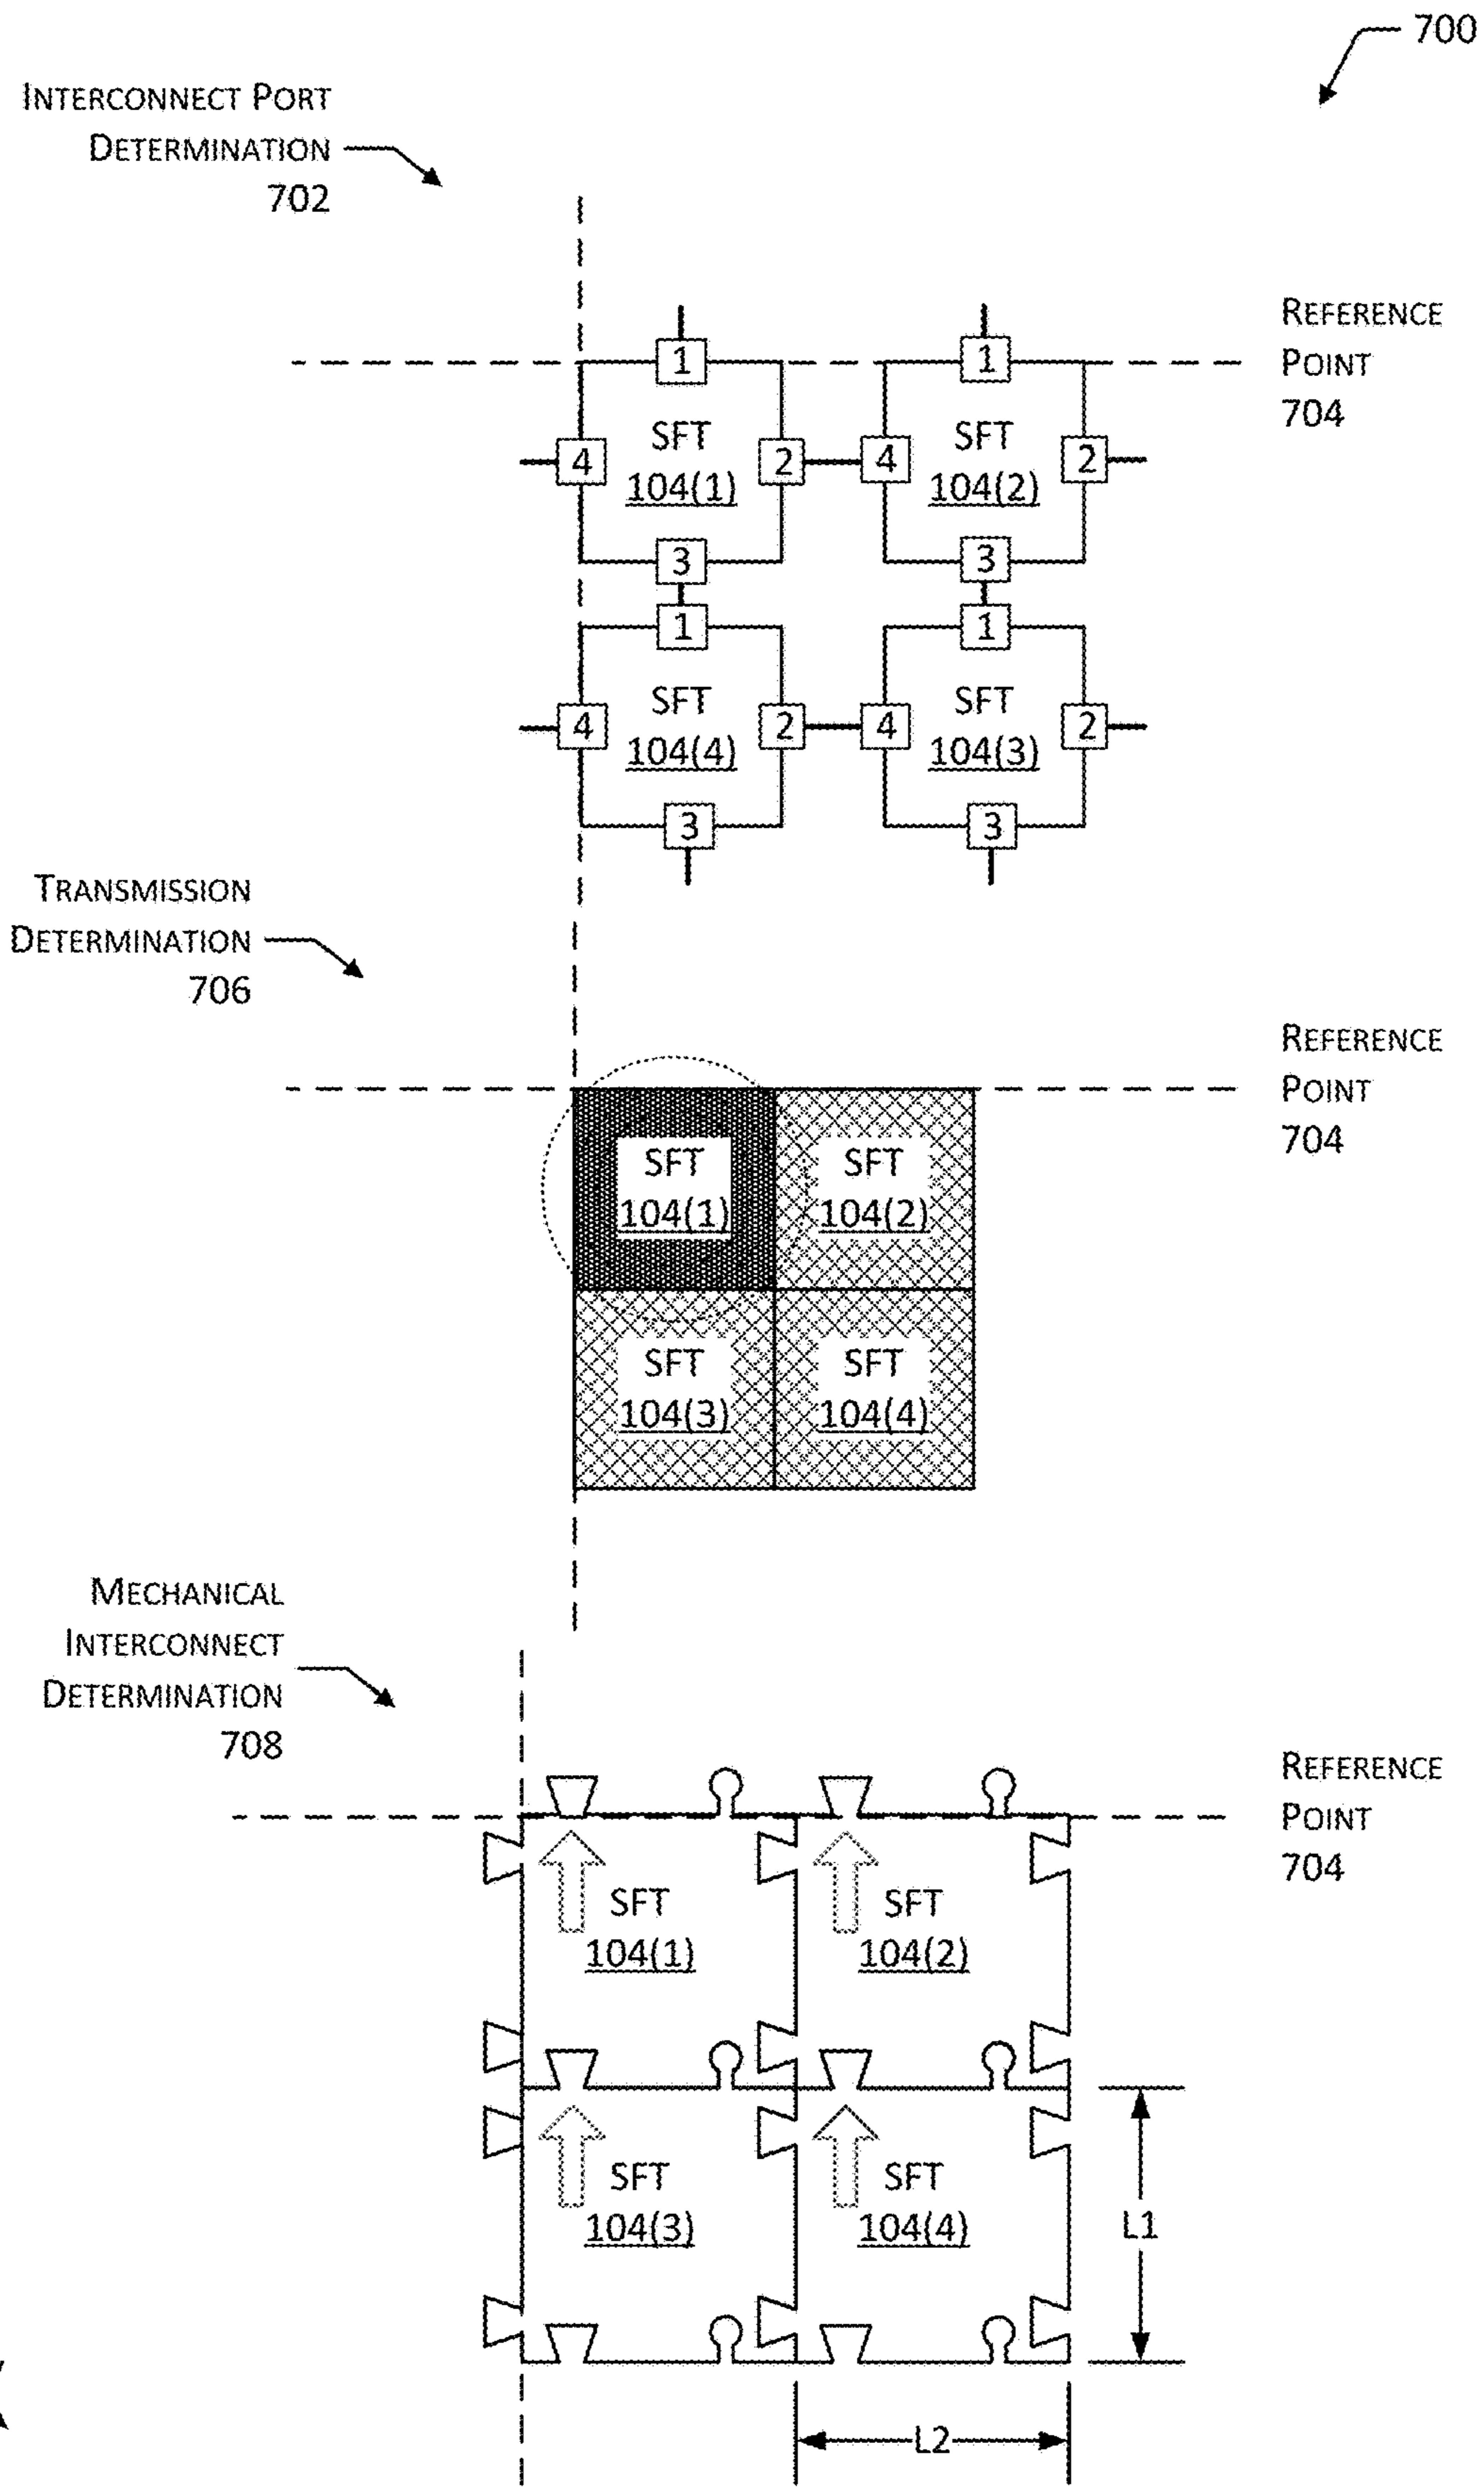 700
INTERCONNECT PORT
DETERMINATION
702
REFERENCE
POINT
704
1
1
SFT
104(1)
4
2
SFT
104(2)
4
2
3
3
1
1
SFT
104(4)
4
2
SFT
104(3)
4
2
3
3
TRANSMISSION
DETERMINATION
706
REFERENCE
POINT
704
SFT
104(1)
SFT
104(2)
SFT
104(3)
SFT
104(4)
MECHANICAL
INTERCONNECT
DETERMINATION
708
REFERENCE
POINT
704
SFT
104(1)
SFT
104(2)
SFT
104(3)
SFT
104(4)
L1
L2